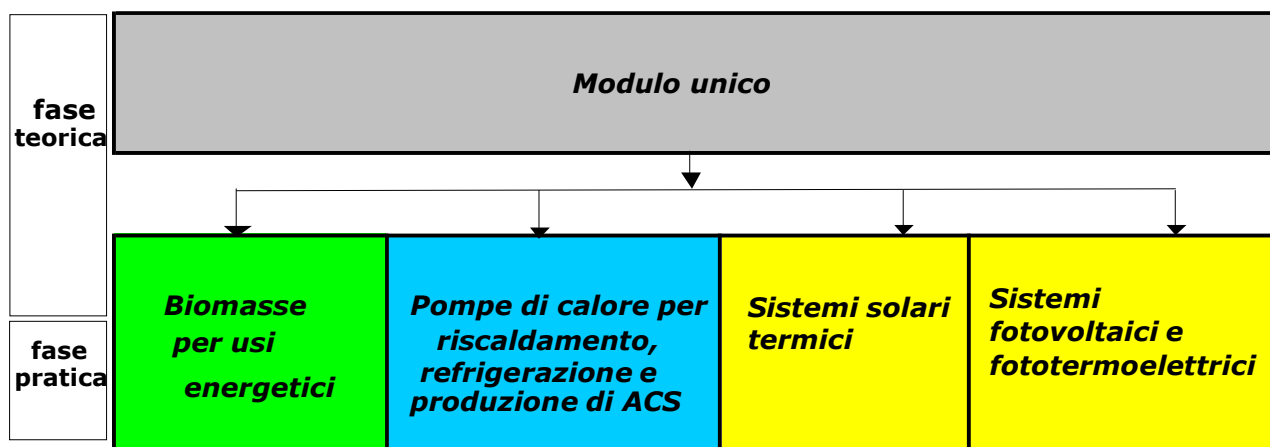 fase
teorica
Modulo unico
fase
pratica
Biomasse
per usi
energetici
Pompe di calore per
riscaldamento,
refrigerazione e
produzione di ACS
Sistemi solari
termici
Sistemi
fotovoltaici e
fototermoelettrici